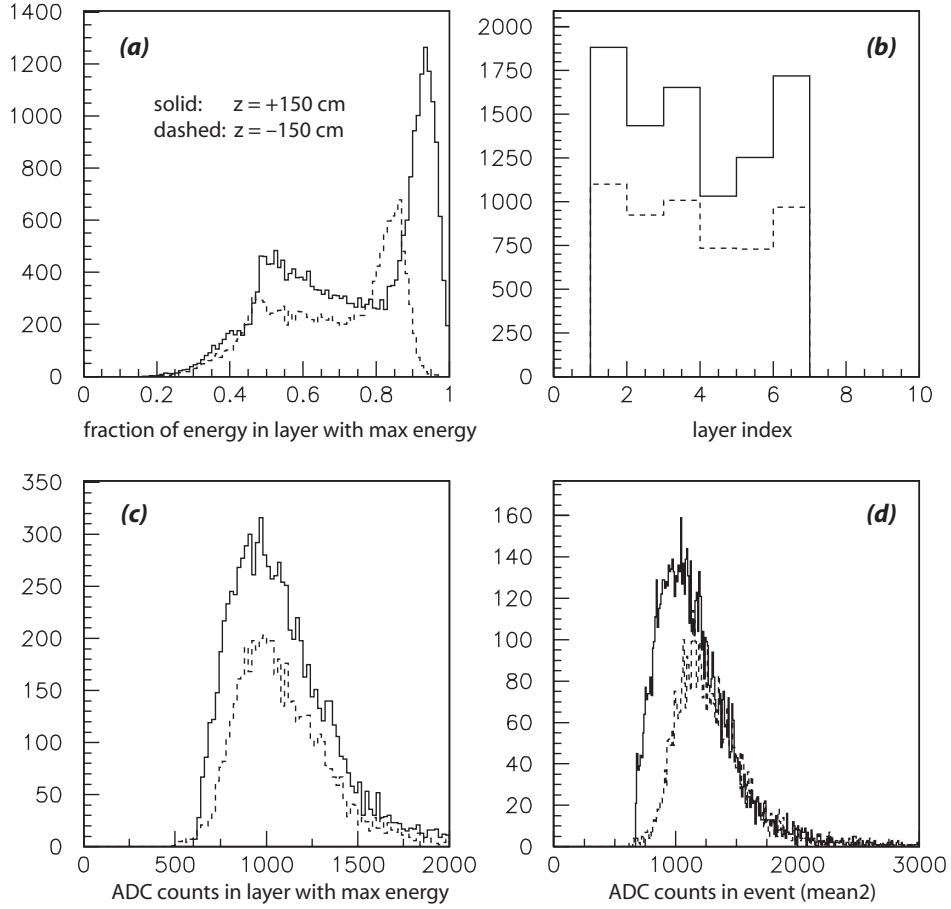 (a)
solid: z = +150 cm
dashed: z = –150 cm
1400
1200
1000
800
600
400
200
0
0 0.2 0.4 0.6 0.8 1
fraction of energy in layer with max energy
(b)
2000
1750
1500
1250
1000
750
500
250
0
0 2 4 6 8 10
layer index
(c)
350
300
250
200
150
100
50
0
0 500 1000 1500 2000
ADC counts in layer with max energy
(d)
160
140
120
100
80
60
40
20
0
0 1000 2000 3000
ADC counts in event (mean2)